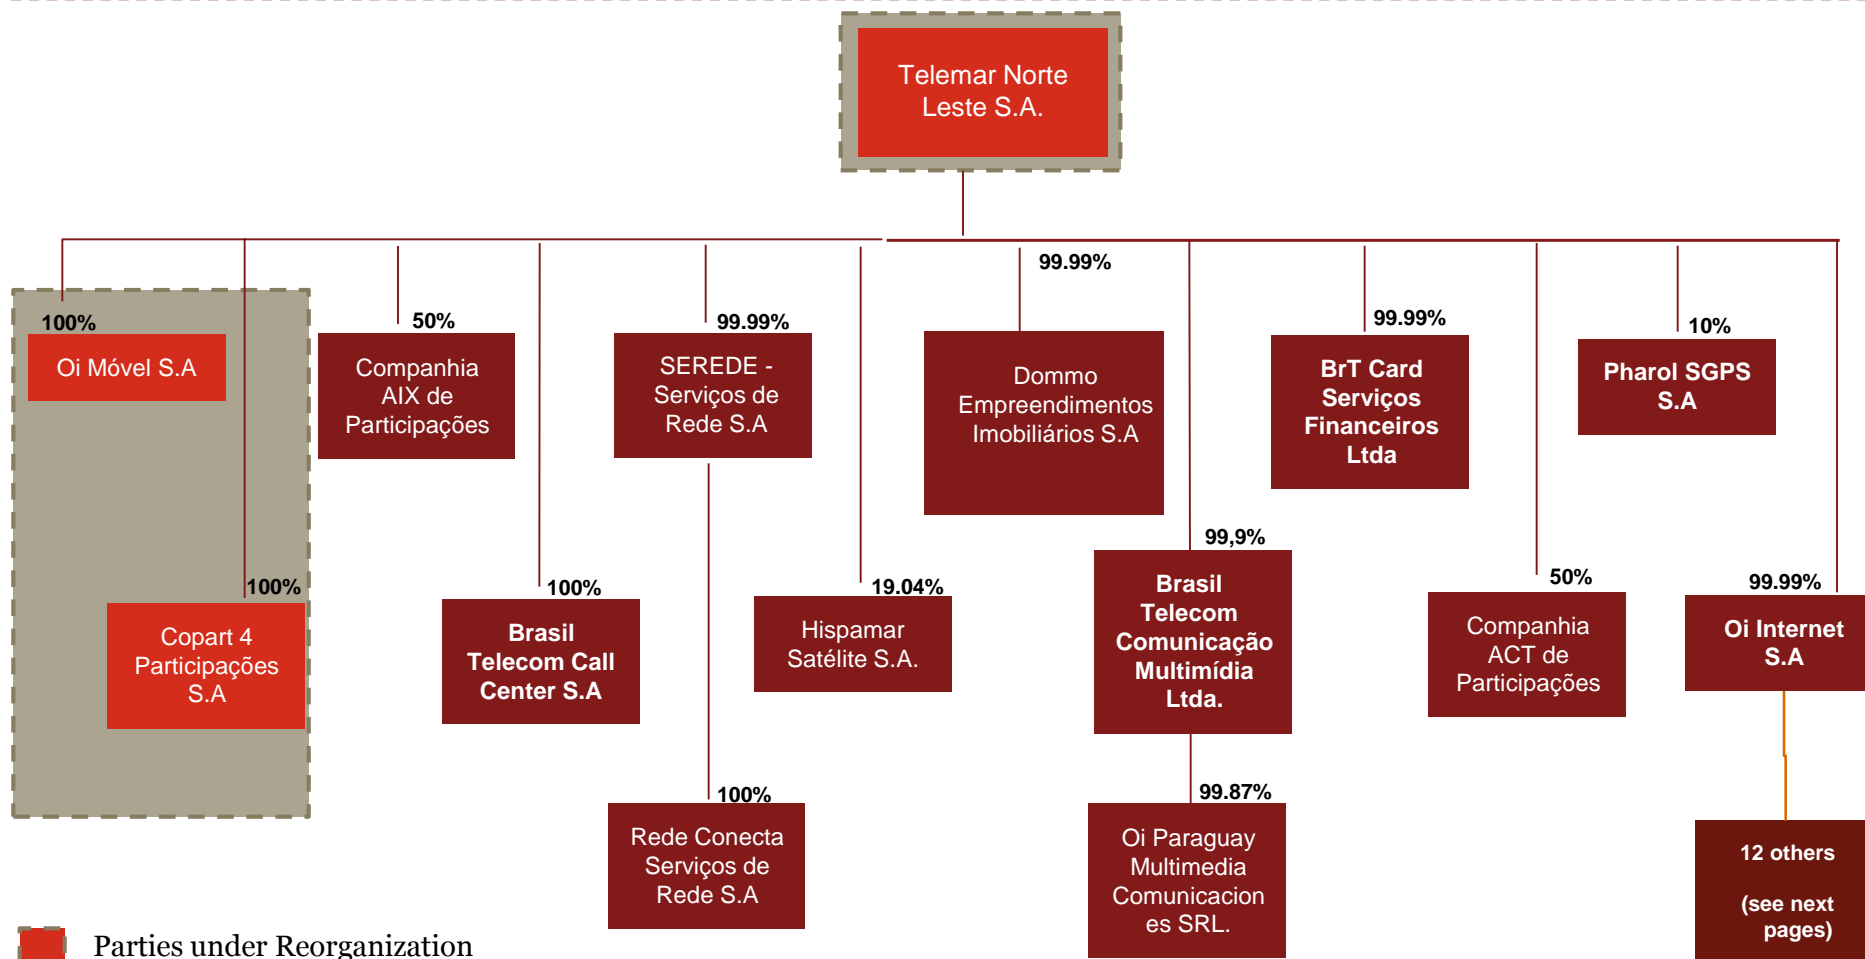 Telemar Norte
Leste S.A.
100%
Oi Móvel S.A
100%
Copart 4
Participações
S.A
50%
Companhia
AIX de
Participações
100%
Brasil
Telecom Call
Center S.A
99.99%
SEREDE -
Serviços de
Rede S.A
100%
Rede Conecta
Serviços de
Rede S.A
19.04%
Hispamar
Satélite S.A.
99.99%
Dommo
Empreendimentos
Imobiliários S.A
99,9%
Brasil
Telecom
Comunicação
Multimídia
Ltda.
99.87%
Oi Paraguay
Multimedia
Comunicacion
es SRL.
99.99%
BrT Card
Serviços
Financeiros
Ltda
50%
Companhia
ACT de
Participações
10%
Pharol SGPS
S.A
99.99%
Oi Internet
S.A
12 others
(see next
pages)
Parties under Reorganization